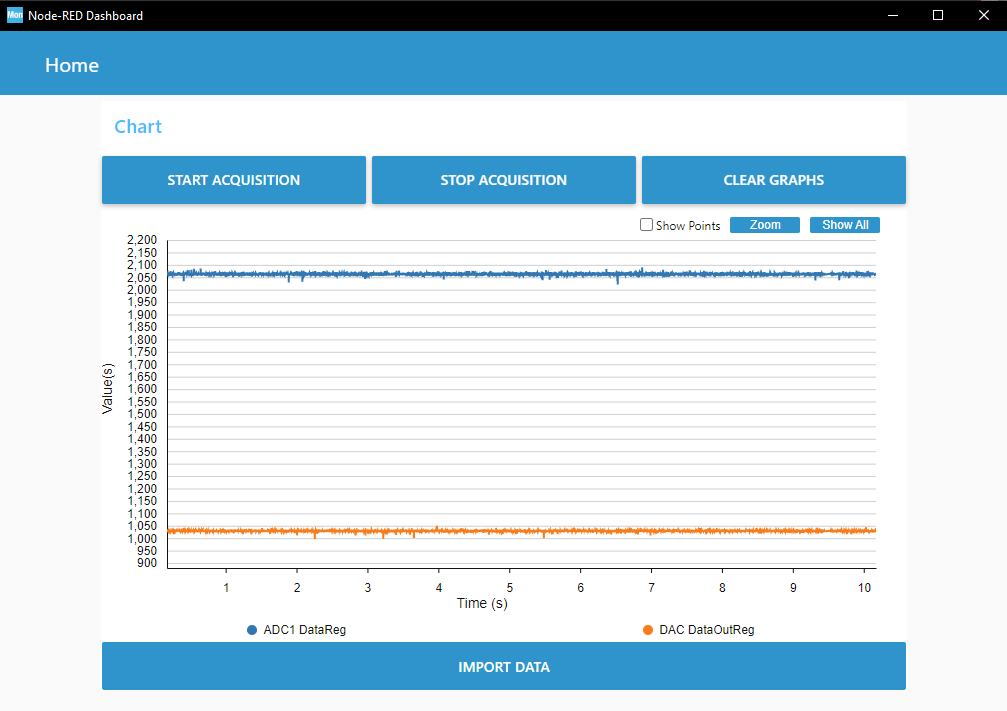 Mon Node-RED Dashboard
Home
Chart
START ACQUISITION STOP ACQUISITION CLEAR GRAPHS
Show Points Zoom Show All
2,200
2,150
2,100
2,050
2,000
1,950
1,900
1,850
1,800
1,750
1,700
1,650
1,600
1,550
1,500
1,450
1,400
1,350
1,300
1,250
1,200
1,150
1,100
1,050
1,000
950
900
Value(s)
1 2 3 4 5 6 7 8 9 10
Time (s)
ADC1 DataReg DAC DataOutReg
IMPORT DATA